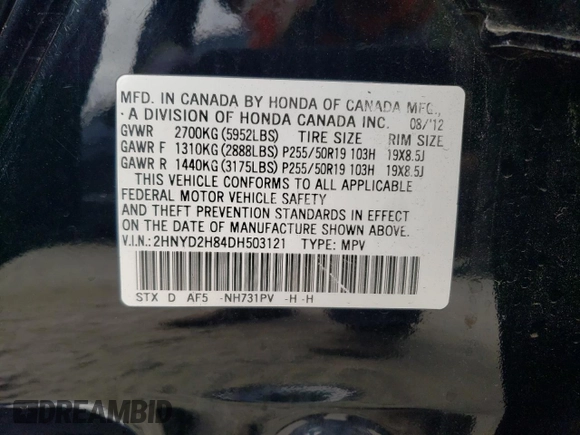 MFD. IN CANADA BY HONDA OF CANADA MFG.,
A DIVISION OF HONDA CANADA INC. 08/'12
GVWR 2700KG (5952LBS) TIRE SIZE RIM SIZE
GAWR F 1310KG (2888LBS) P255/50R19 103H 19X8.5J
GAWR R 1440KG (3175LBS) P255/50R19 103H 19X8.5J
THIS VEHICLE CONFORMS TO ALL APPLICABLE
FEDERAL MOTOR VEHICLE SAFETY
AND THEFT PREVENTION STANDARDS IN EFFECT
ON THE DATE OF MANUFACTURE SHOWN ABOVE.
V.I.N.:2HNYD2H84DH503121 TYPE: MPV
STX D AF5 -NH731PV -H -H
DREAMBID